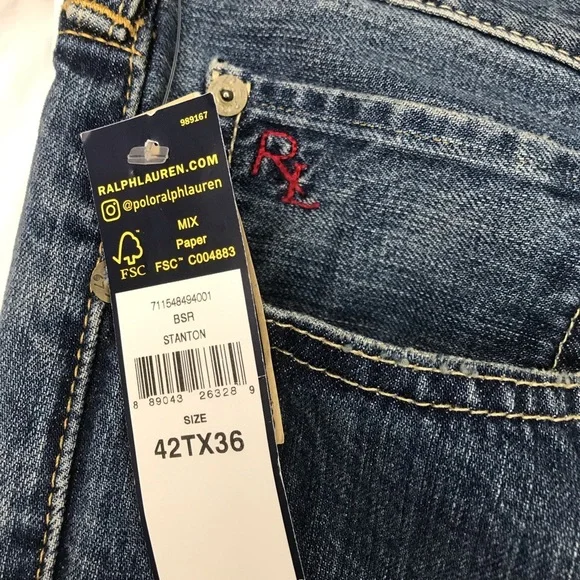 989167
RALPHLAUREN.COM
@poloralphlauren
MIX
Paper
FSC™ C004883
FSC
711548494001
BSR
STANTON
8 89043 26328 9
SIZE
42TX36
RL